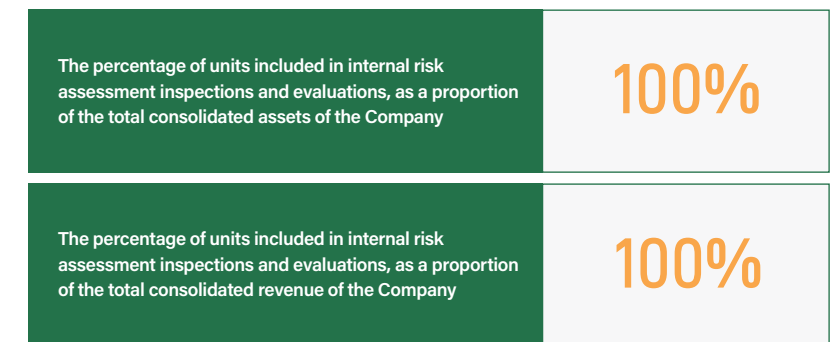 The percentage of units included in internal risk
assessment inspections and evaluations, as a proportion
of the total consolidated assets of the Company
100%
The percentage of units included in internal risk
assessment inspections and evaluations, as a proportion
of the total consolidated revenue of the Company
100%